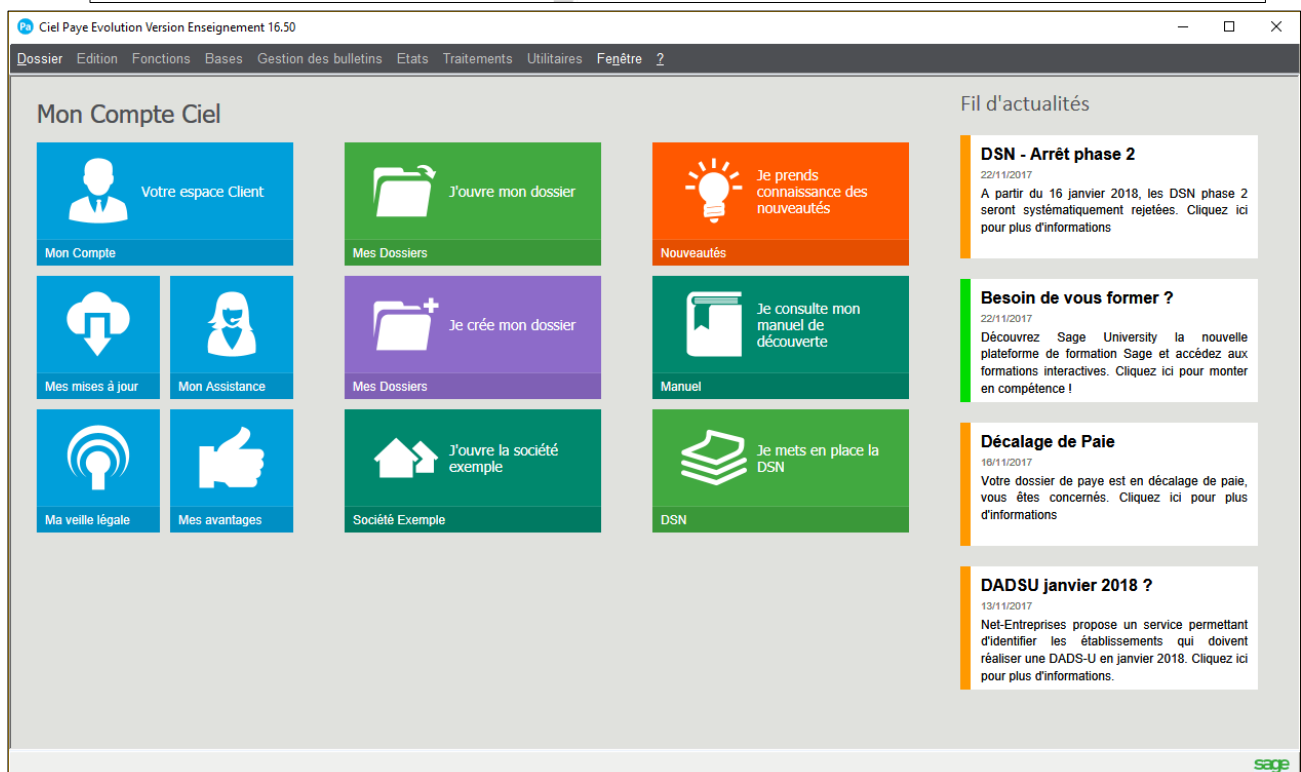 Pa Ciel Paye Evolution Version Enseignement 16.50
Dossier Edition Fonctions Bases Gestion des bulletins Etats Traitements Utilitaires Fenêtre ?
Mon Compte Ciel
Votre espace Client
Mon Compte
J'ouvre mon dossier
Mes Dossiers
Je prends
connaissance des
nouveautés
Nouveautés
Mes mises à jour
Mon Assistance
Je crée mon dossier
Mes Dossiers
Je consulte mon
manuel de
découverte
Manuel
Ma veille légale
Mes avantages
J'ouvre la société
exemple
Société Exemple
Je mets en place la
DSN
DSN
Fil d'actualités
DSN - Arrêt phase 2
22/11/2017
A partir du 16 janvier 2018, les DSN phase 2
seront systématiquement rejetées. Cliquez ici
pour plus d'informations
Besoin de vous former ?
22/11/2017
Découvrez Sage University la nouvelle
plateforme de formation Sage et accédez aux
formations interactives. Cliquez ici pour monter
en compétence !
Décalage de Paie
16/11/2017
Votre dossier de paye est en décalage de paie,
vous êtes concernés. Cliquez ici pour plus
d'informations
DADSU janvier 2018 ?
13/11/2017
Net-Entreprises propose un service permettant
d'identifier les établissements qui doivent
réaliser une DADS-U en janvier 2018. Cliquez ici
pour plus d'informations.
sage